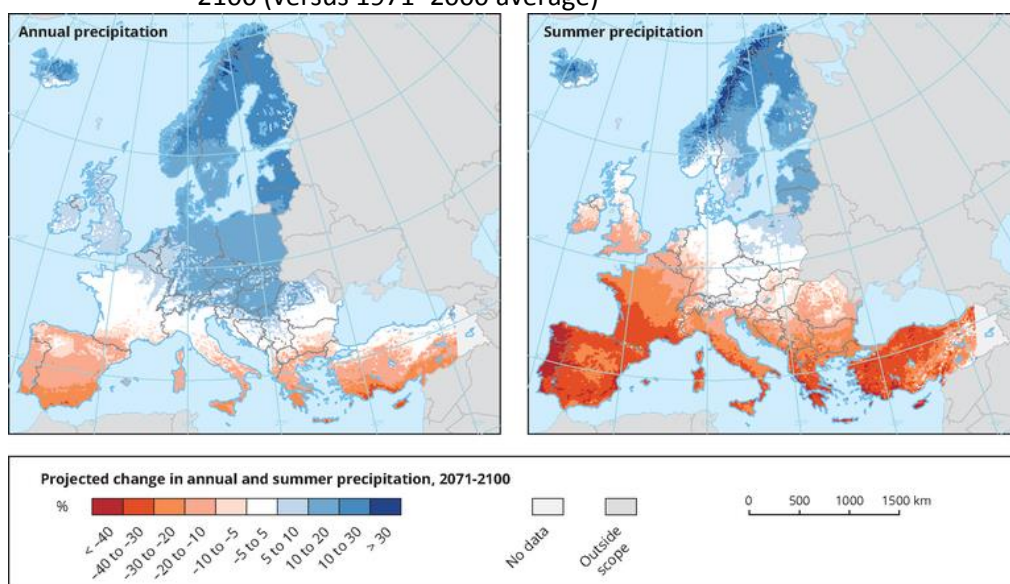 2100 (versus 1971–2000 average)
Annual precipitation
Summer precipitation
Projected change in annual and summer precipitation, 2071-2100
%
< -40
-40 to -30
-30 to -20
-20 to -10
-10 to -5
-5 to 5
5 to 10
10 to 20
10 to 30
> 30
No data
Outside scope
0 500 1000 1500 km